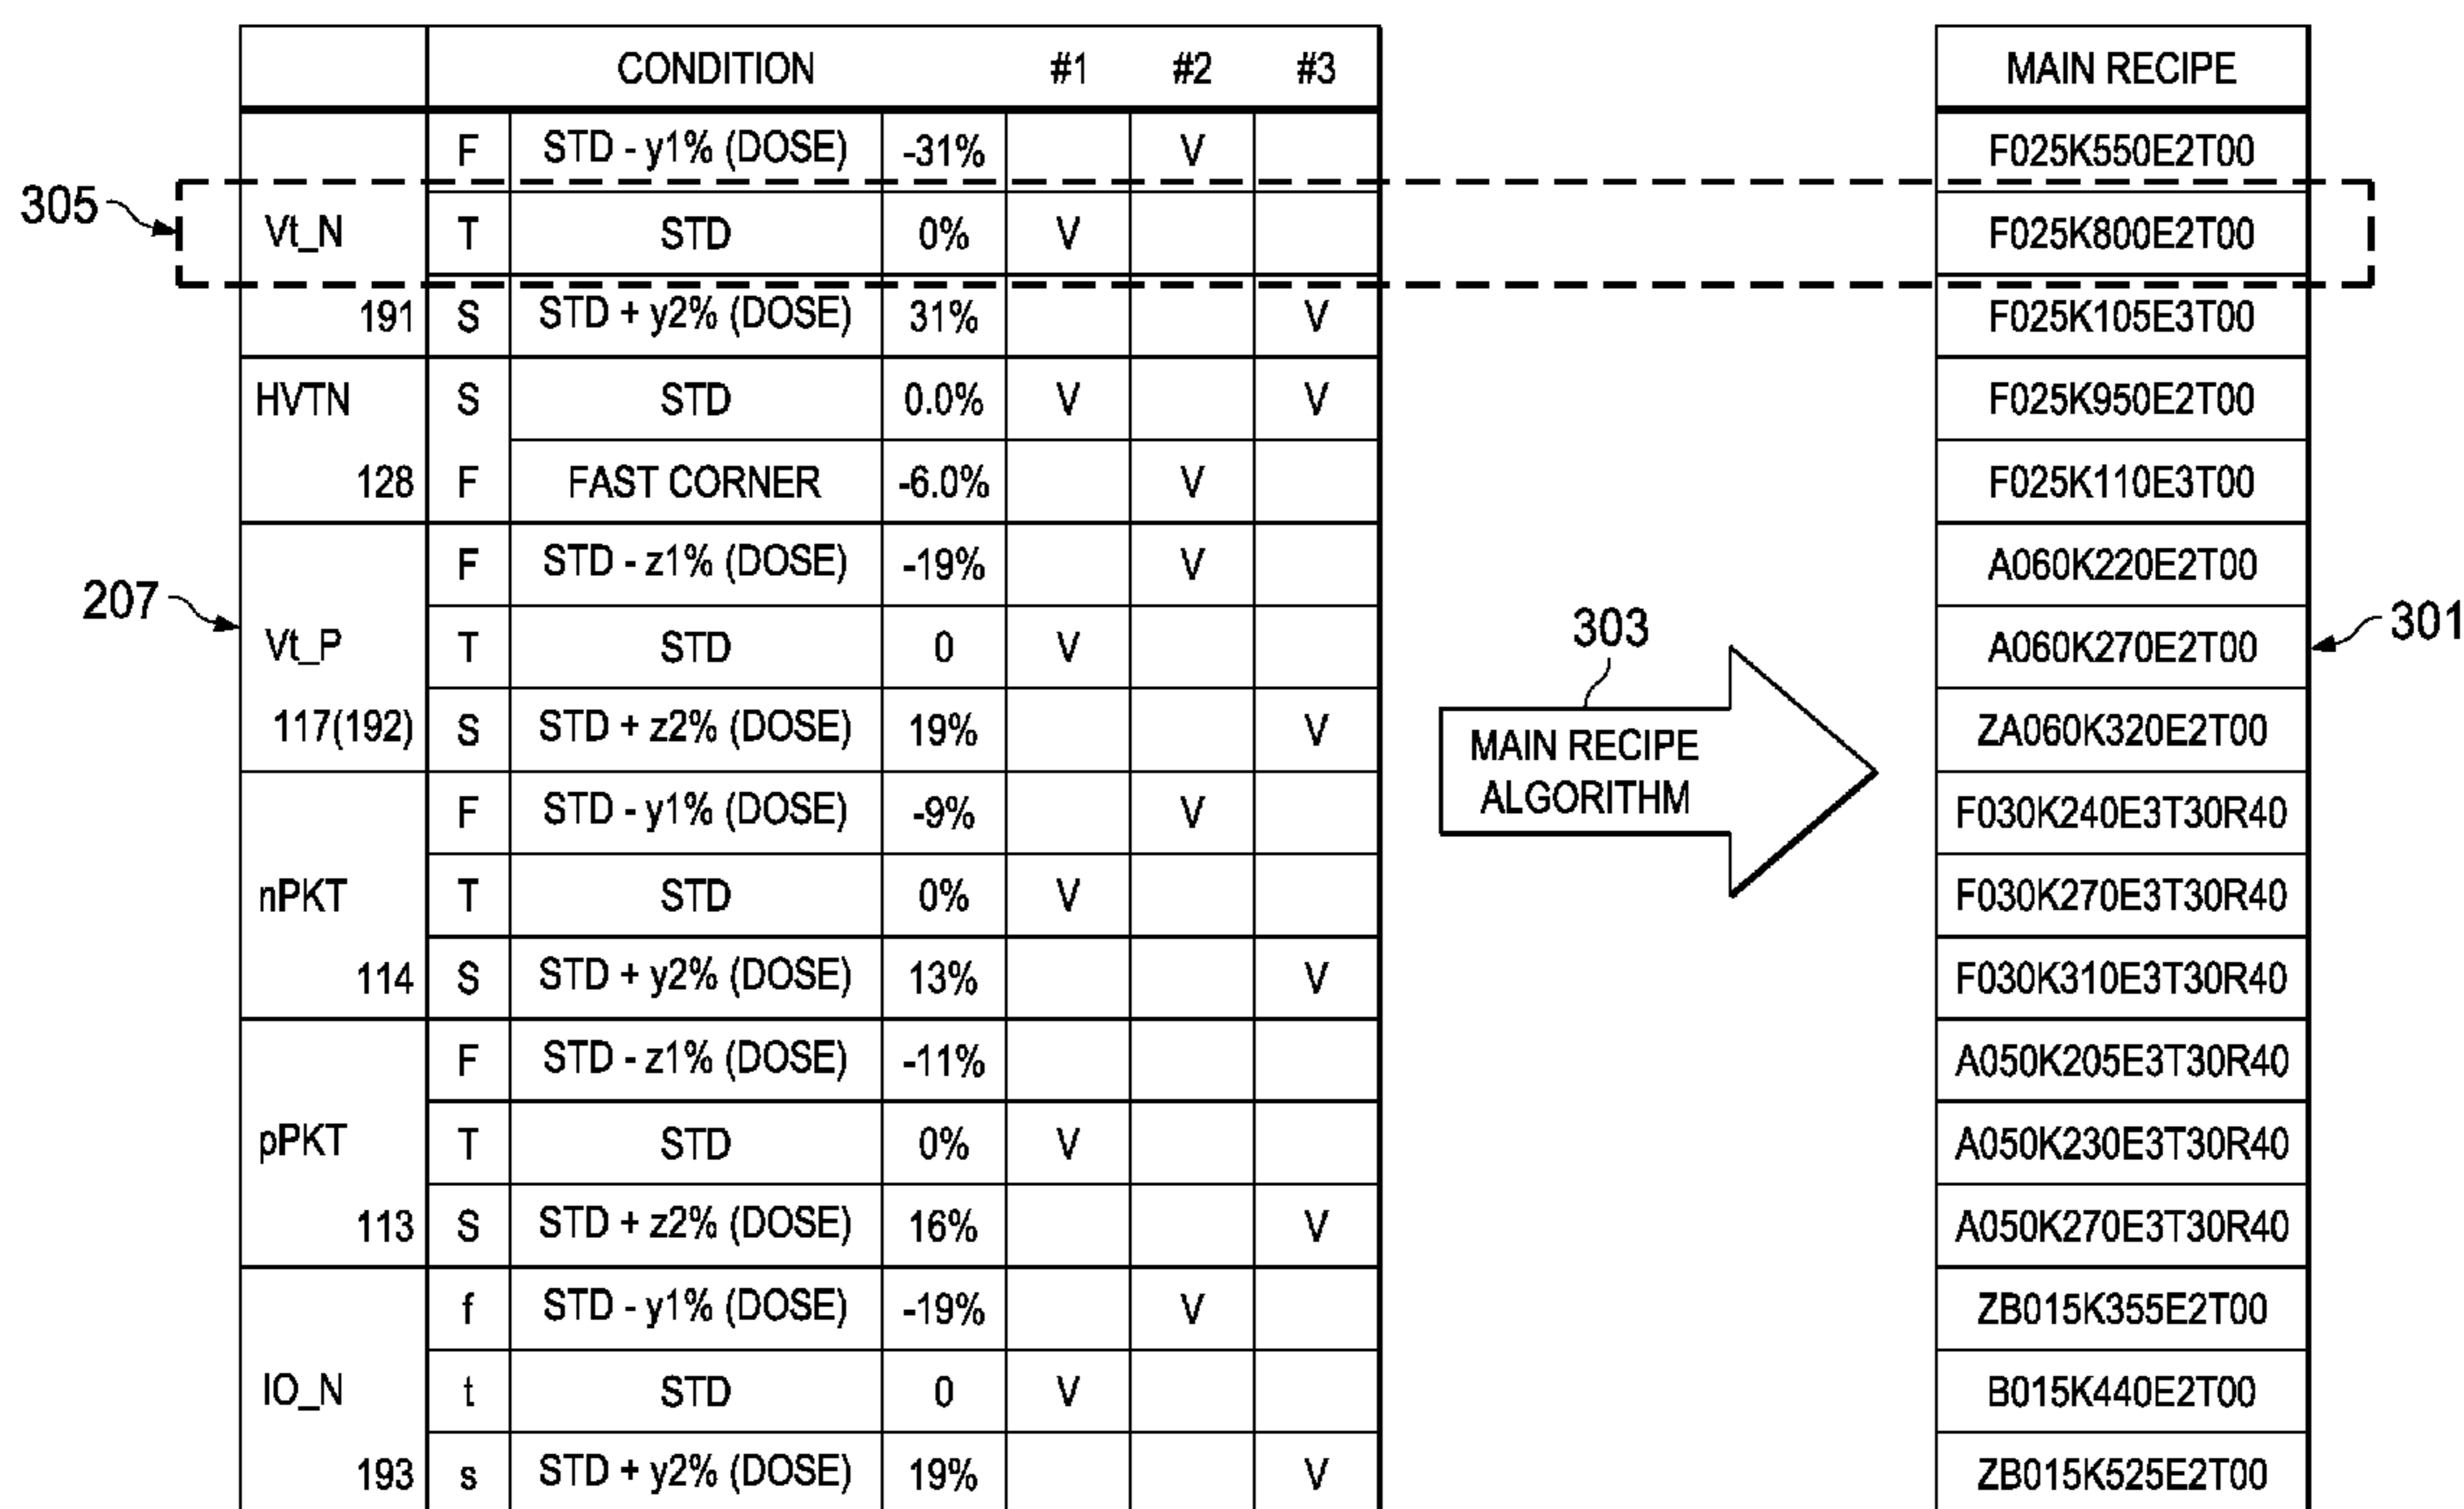 CONDITION #1 #2 #3 MAIN RECIPE
F STD - y1% (DOSE) -31% V F025K550E2T00
305 Vt_N T STD 0% V F025K800E2T00
191 S STD + y2% (DOSE) 31% V F025K105E3T00
HVTN S STD 0.0% V V F025K950E2T00
128 F FAST CORNER -6.0% V F025K110E3T00
F STD - z1% (DOSE) -19% V A060K220E2T00
207 Vt_P T STD 0 V 303 A060K270E2T00 301
117(192) S STD + z2% (DOSE) 19% V MAIN RECIPE ZA060K320E2T00
F STD - y1% (DOSE) -9% V ALGORITHM F030K240E3T30R40
nPKT T STD 0% V F030K270E3T30R40
114 S STD + y2% (DOSE) 13% V F030K310E3T30R40
F STD - z1% (DOSE) -11% A050K205E3T30R40
pPKT T STD 0% V A050K230E3T30R40
113 S STD + z2% (DOSE) 16% V A050K270E3T30R40
f STD - y1% (DOSE) -19% V ZB015K355E2T00
IO_N t STD 0 V B015K440E2T00
193 s STD + y2% (DOSE) 19% V ZB015K525E2T00